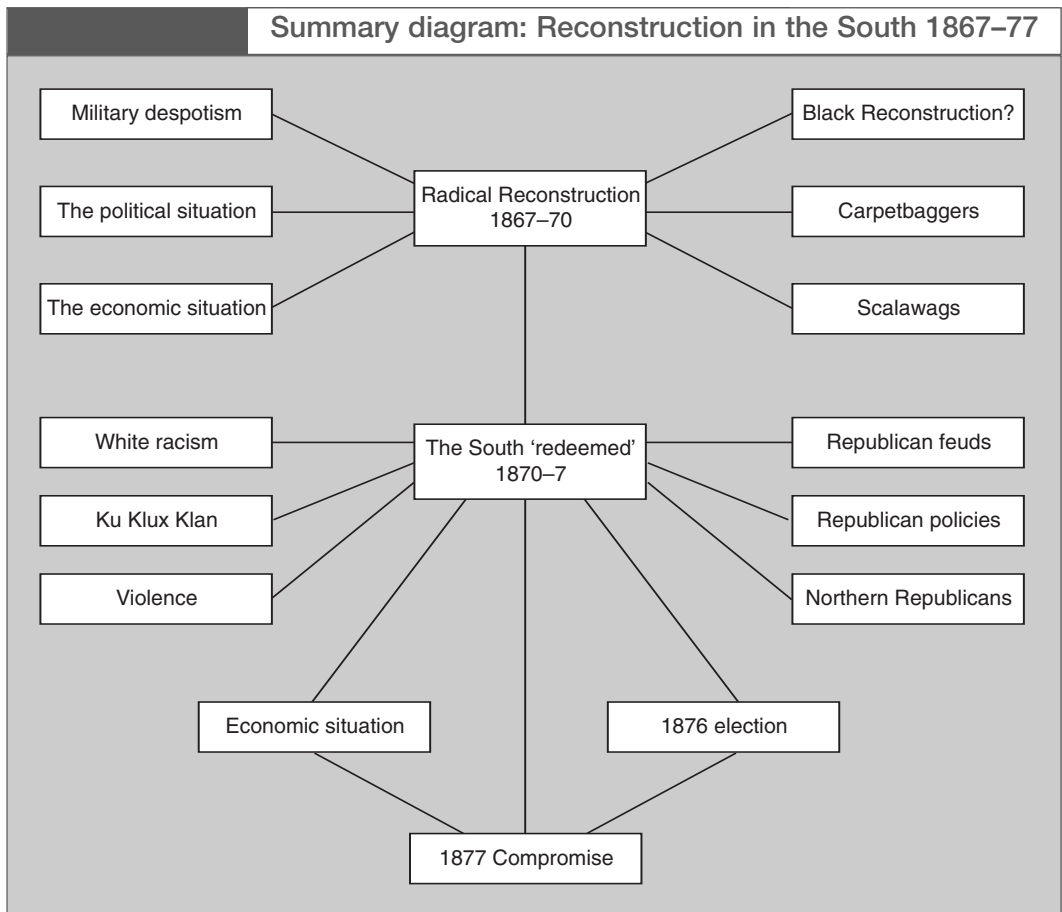 Summary diagram: Reconstruction in the South 1867–77
Military despotism
Black Reconstruction?
Radical Reconstruction
1867–70
The political situation
Carpetbaggers
The economic situation
Scalawags
White racism
The South ‘redeemed’
1870–7
Republican feuds
Ku Klux Klan
Republican policies
Violence
Northern Republicans
Economic situation
1876 election
1877 Compromise